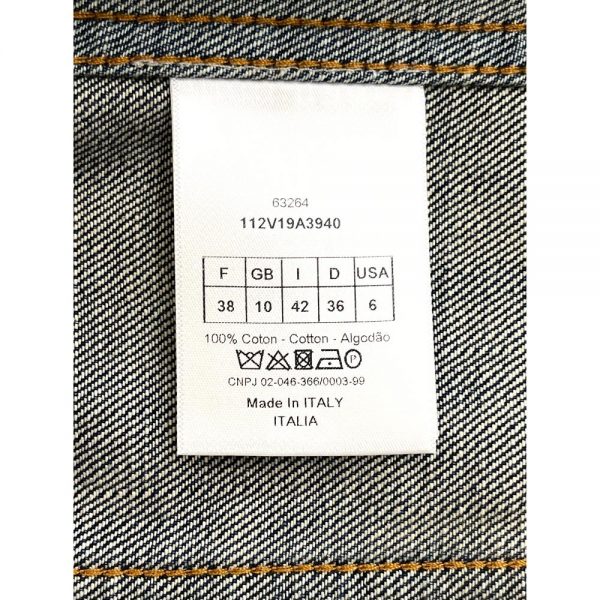 63264
112V19A3940
F GB I D USA
38 10 42 36 6
100% Coton - Cotton - Algodão
P
CNPJ 02-046-366/0003-99
Made In ITALY
ITALIA